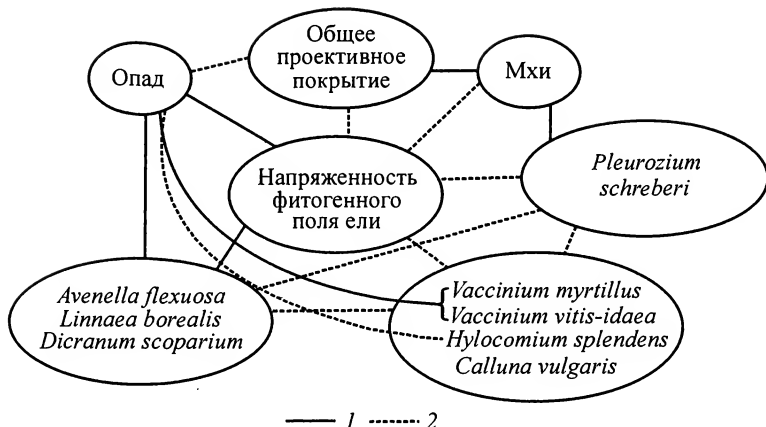 Общее
проективное
покрытие
Опад
Мхи
Напряженность
фитогенного
поля ели
Pleurozium
schreberi
Avenella flexuosa
Linnaea borealis
Dicranum scoparium
Vaccinium myrtillus
Vaccinium vitis-idaea
Hylocomium splendens
Calluna vulgaris
1 2